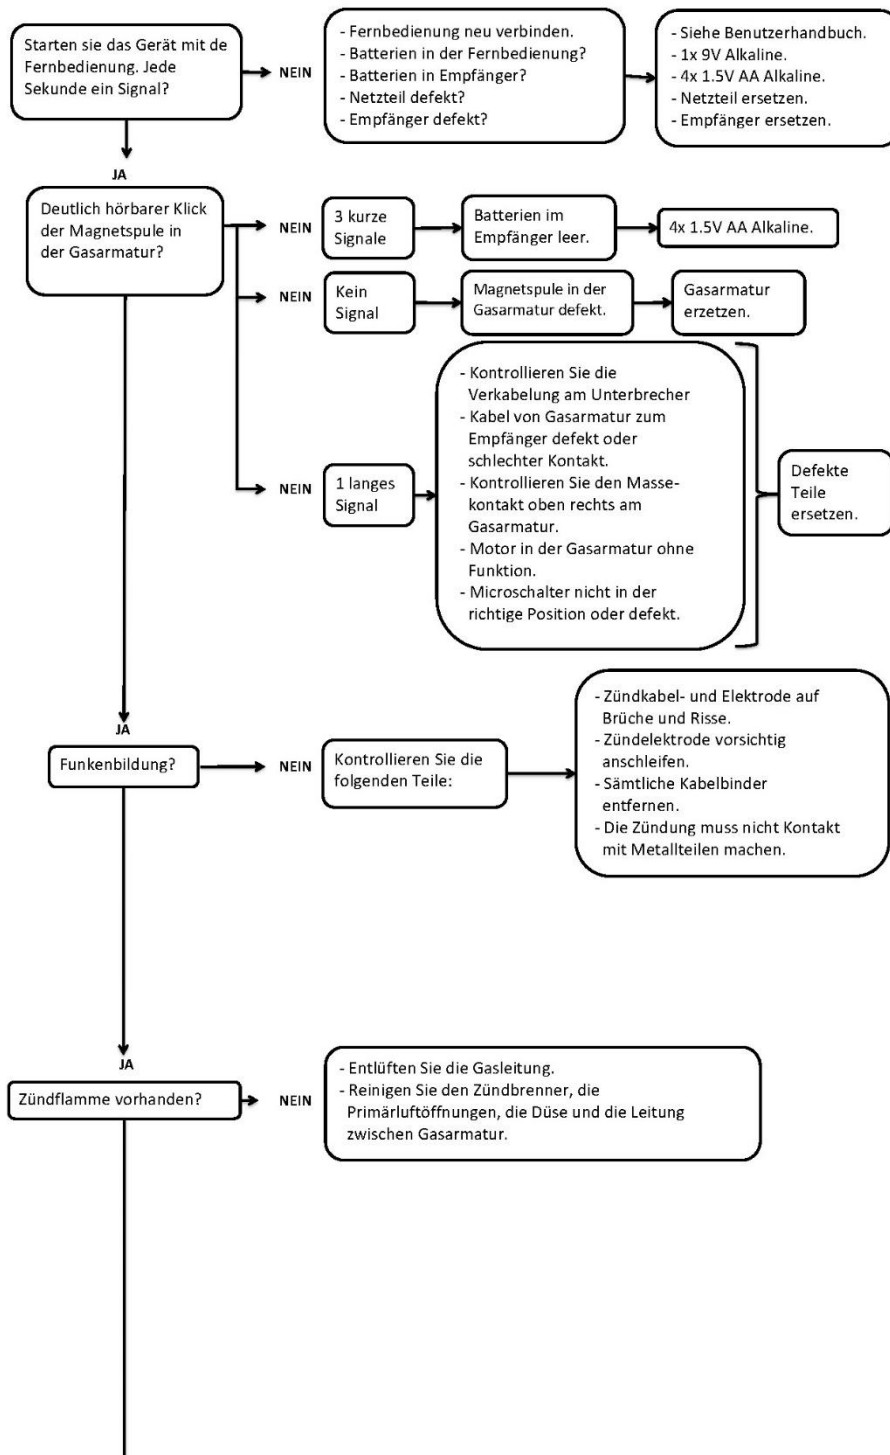 Starten sie das Gerät mit de
Fernbedienung. Jede
Sekunde ein Signal?
NEIN
- Fernbedienung neu verbinden.
- Batterien in der Fernbedienung?
- Batterien in Empfänger?
- Netzteil defekt?
- Empfänger defekt?
- Siehe Benutzerhandbuch.
- 1x 9V Alkaline.
- 4x 1.5V AA Alkaline.
- Netzteil ersetzen.
- Empfänger ersetzen.
JA
Deutlich hörbarer Klick
der Magnetspule in
der Gasarmatur?
NEIN
3 kurze
Signale
Batterien im
Empfänger leer.
4x 1.5V AA Alkaline.
NEIN
Kein
Signal
Magnetspule in der
Gasarmatur defekt.
Gasarmatur
erzetzen.
NEIN
1 langes
Signal
- Kontrollieren Sie die
Verkabelung am Unterbrecher
- Kabel von Gasarmatur zum
Empfänger defekt oder
schlechter Kontakt.
- Kontrollieren Sie den Masse-
kontakt oben rechts am
Gasarmatur.
- Motor in der Gasarmatur ohne
Funktion.
- Microschalter nicht in der
richtige Position oder defekt.
Defekte
Teile
ersetzen.
JA
Funkenbildung?
NEIN
Kontrollieren Sie die
folgenden Teile:
- Zündkabel- und Elektrode auf
Brüche und Risse.
- Zündelektrode vorsichtig
anschleifen.
- Sämtliche Kabelbinder
entfernen.
- Die Zündung muss nicht Kontakt
mit Metallteilen machen.
JA
Zündflamme vorhanden?
NEIN
- Entlüften Sie die Gasleitung.
- Reinigen Sie den Zündbrenner, die
Primärluftöffnungen, die Düse und die Leitung
zwischen Gasarmatur.